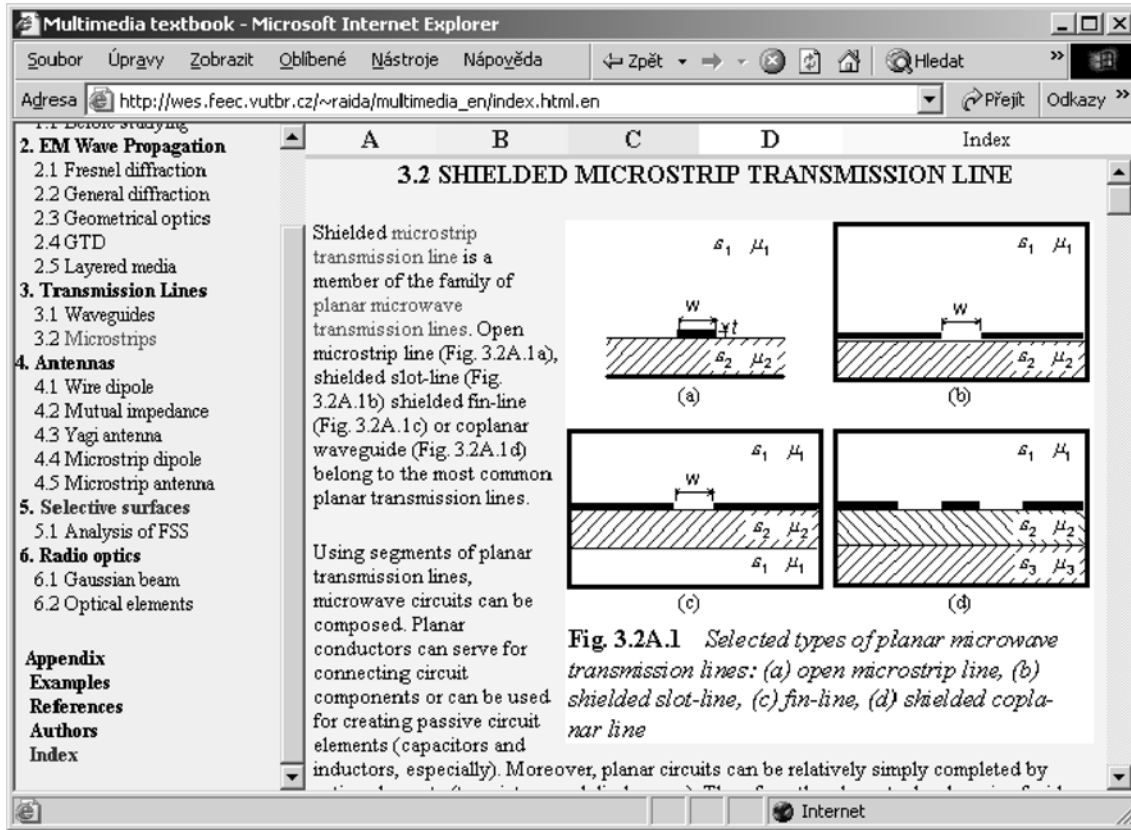 Multimedia textbook - Microsoft Internet Explorer
Soubor Úpravy Zobrazit Oblíbené Nástroje Nápověda Zpět Hledat »
Adresa http://wes.feec.vutbr.cz/~raida/multimedia_en/index.html.en Přejít Odkazy »
1.1 Before studying
2. EM Wave Propagation
2.1 Fresnel diffraction
2.2 General diffraction
2.3 Geometrical optics
2.4 GTD
2.5 Layered media
3. Transmission Lines
3.1 Waveguides
3.2 Microstrips
4. Antennas
4.1 Wire dipole
4.2 Mutual impedance
4.3 Yagi antenna
4.4 Microstrip dipole
4.5 Microstrip antenna
5. Selective surfaces
5.1 Analysis of FSS
6. Radio optics
6.1 Gaussian beam
6.2 Optical elements
Appendix
Examples
References
Authors
Index
A B C D Index
3.2 SHIELDED MICROSTRIP TRANSMISSION LINE
Shielded microstrip
transmission line is a
member of the family of
planar microwave
transmission lines. Open
microstrip line (Fig. 3.2A.1a),
shielded slot-line (Fig.
3.2A.1b) shielded fin-line
(Fig. 3.2A.1c) or coplanar
waveguide (Fig. 3.2A.1d)
belong to the most common
planar transmission lines.
Using segments of planar
transmission lines,
microwave circuits can be
composed. Planar
conductors can serve for
connecting circuit
components or can be used
for creating passive circuit
elements (capacitors and
inductors, especially). Moreover, planar circuits can be relatively simply completed by
ε1 μ1
w
t
ε2 μ2
(a)
ε1 μ1
w
ε2 μ2
(b)
ε1 μ1
w
ε2 μ2
ε1 μ1
(c)
ε1 μ1
ε2 μ2
ε3 μ3
(d)
Fig. 3.2A.1 Selected types of planar microwave
transmission lines: (a) open microstrip line, (b)
shielded slot-line, (c) fin-line, (d) shielded copla-
nar line
Internet